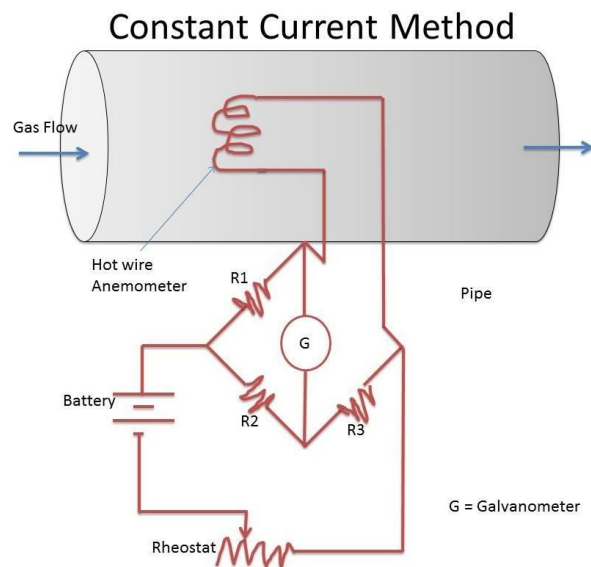 Constant Current Method
Gas Flow
Hot wire
Anemometer
R1
Pipe
G
Battery
R2
R3
G = Galvanometer
Rheostat